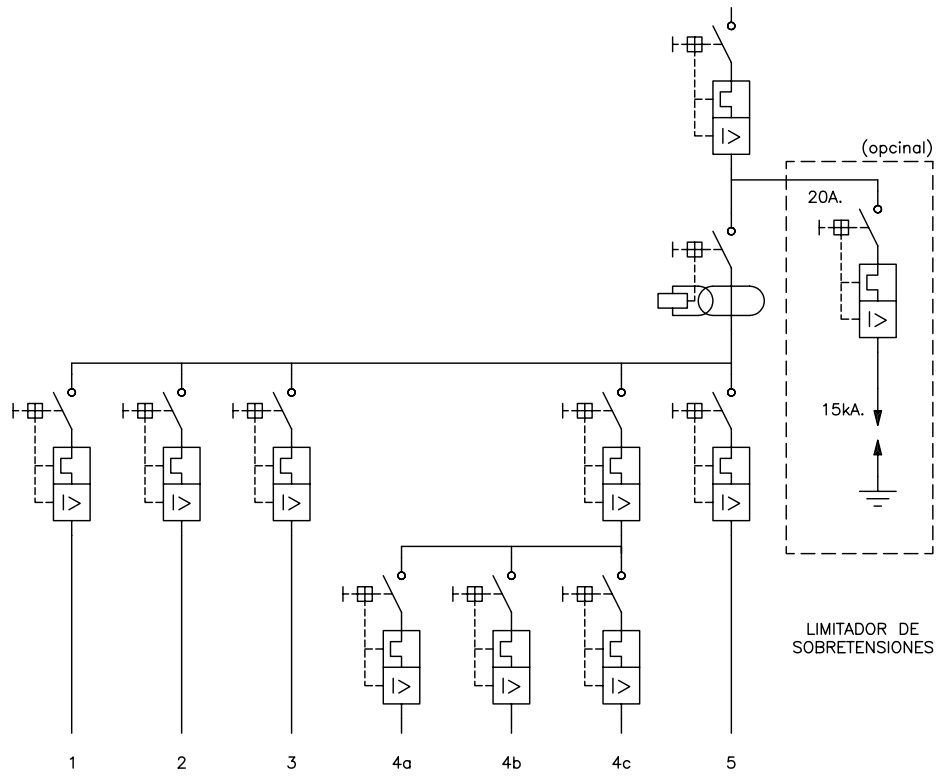 (opcinal)
20A.
I>
I>
15kA.
I> I> I> I> I>
LIMITADOR DE
SOBRETENSIONES
I> I> I>
1 2 3 4a 4b 4c 5